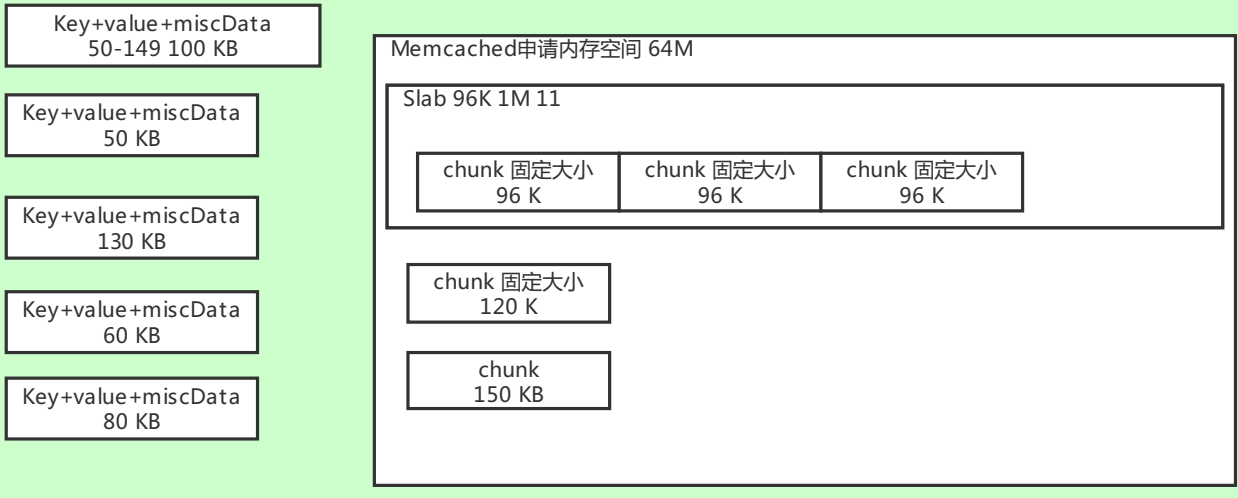 Key+value+miscData
50-149 100 KB
Key+value+miscData
50 KB
Key+value+miscData
130 KB
Key+value+miscData
60 KB
Key+value+miscData
80 KB
Memcached申请内存空间 64M
Slab 96K 1M 11
chunk 固定大小
96 K
chunk 固定大小
96 K
chunk 固定大小
96 K
chunk 固定大小
120 K
chunk
150 KB